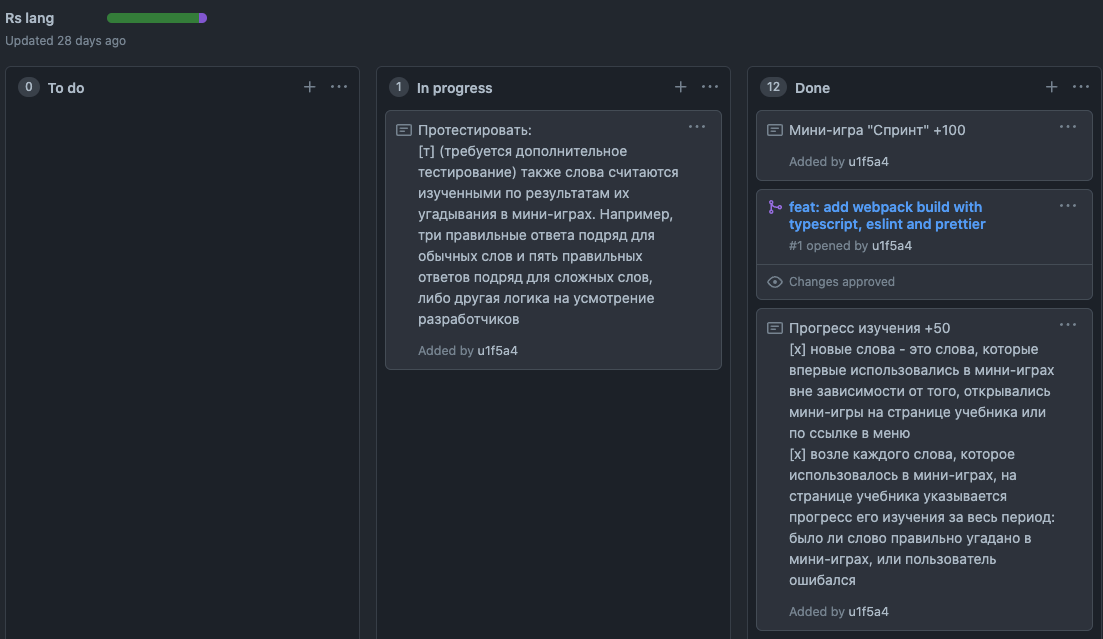 Rs lang
Updated 28 days ago
0 To do
1 In progress
Протестировать:
[т] (требуется дополнительное
тестирование) также слова считаются
изученными по результатам их
угадывания в мини-играх. Например,
три правильные ответа подряд для
обычных слов и пять правильных
ответов подряд для сложных слов,
либо другая логика на усмотрение
разработчиков
Added by u1f5a4
12 Done
Мини-игра "Спринт" +100
Added by u1f5a4
feat: add webpack build with
typescript, eslint and prettier
#1 opened by u1f5a4
Changes approved
Прогресс изучения +50
[x] новые слова - это слова, которые
впервые использовались в мини-играх
вне зависимости от того, открывались
мини-игры на странице учебника или
по ссылке в меню
[x] возле каждого слова, которое
использовалось в мини-играх, на
странице учебника указывается
прогресс его изучения за весь период:
было ли слово правильно угадано в
мини-играх, или пользователь
ошибался
Added by u1f5a4